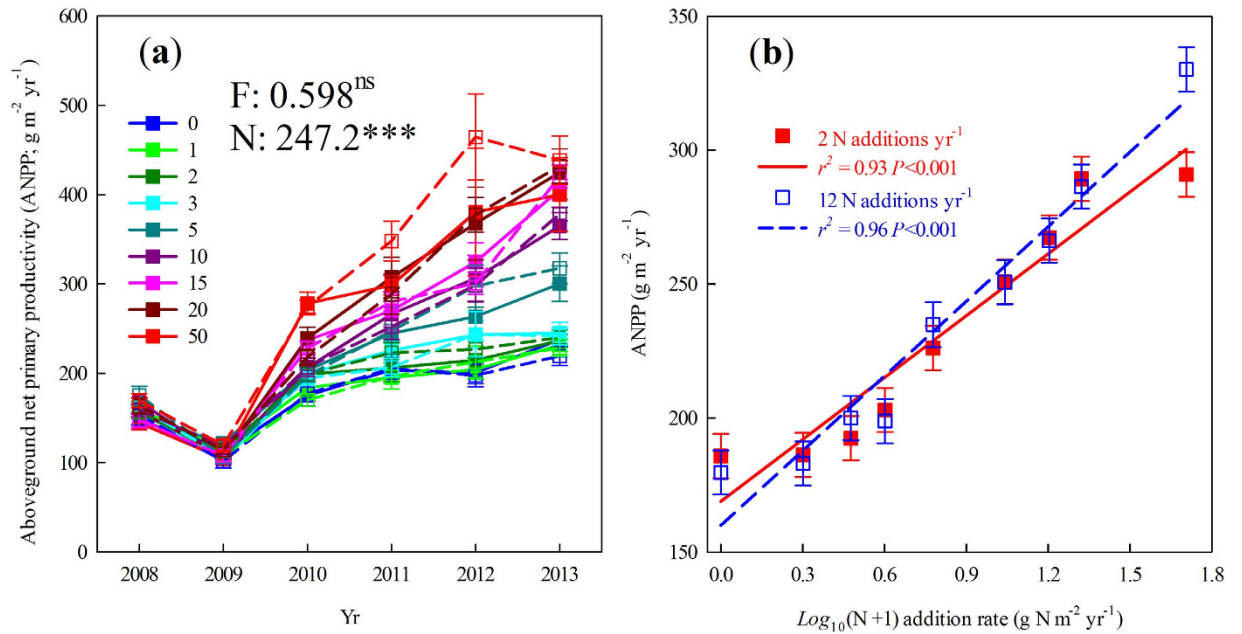 (a)
F: 0.598ns
N: 247.2***
0
1
2
3
5
10
15
20
50
Aboveground net primary productivity (ANPP; g m-2 yr-1)
600
500
400
300
200
100
0
2008 2009 2010 2011 2012 2013
Yr
(b)
2 N additions yr-1
r2 = 0.93 P<0.001
12 N additions yr-1
r2 = 0.96 P<0.001
ANPP (g m-2 yr-1)
350
300
250
200
150
0.0 0.3 0.6 0.9 1.2 1.5 1.8
Log10(N +1) addition rate (g N m-2 yr-1)